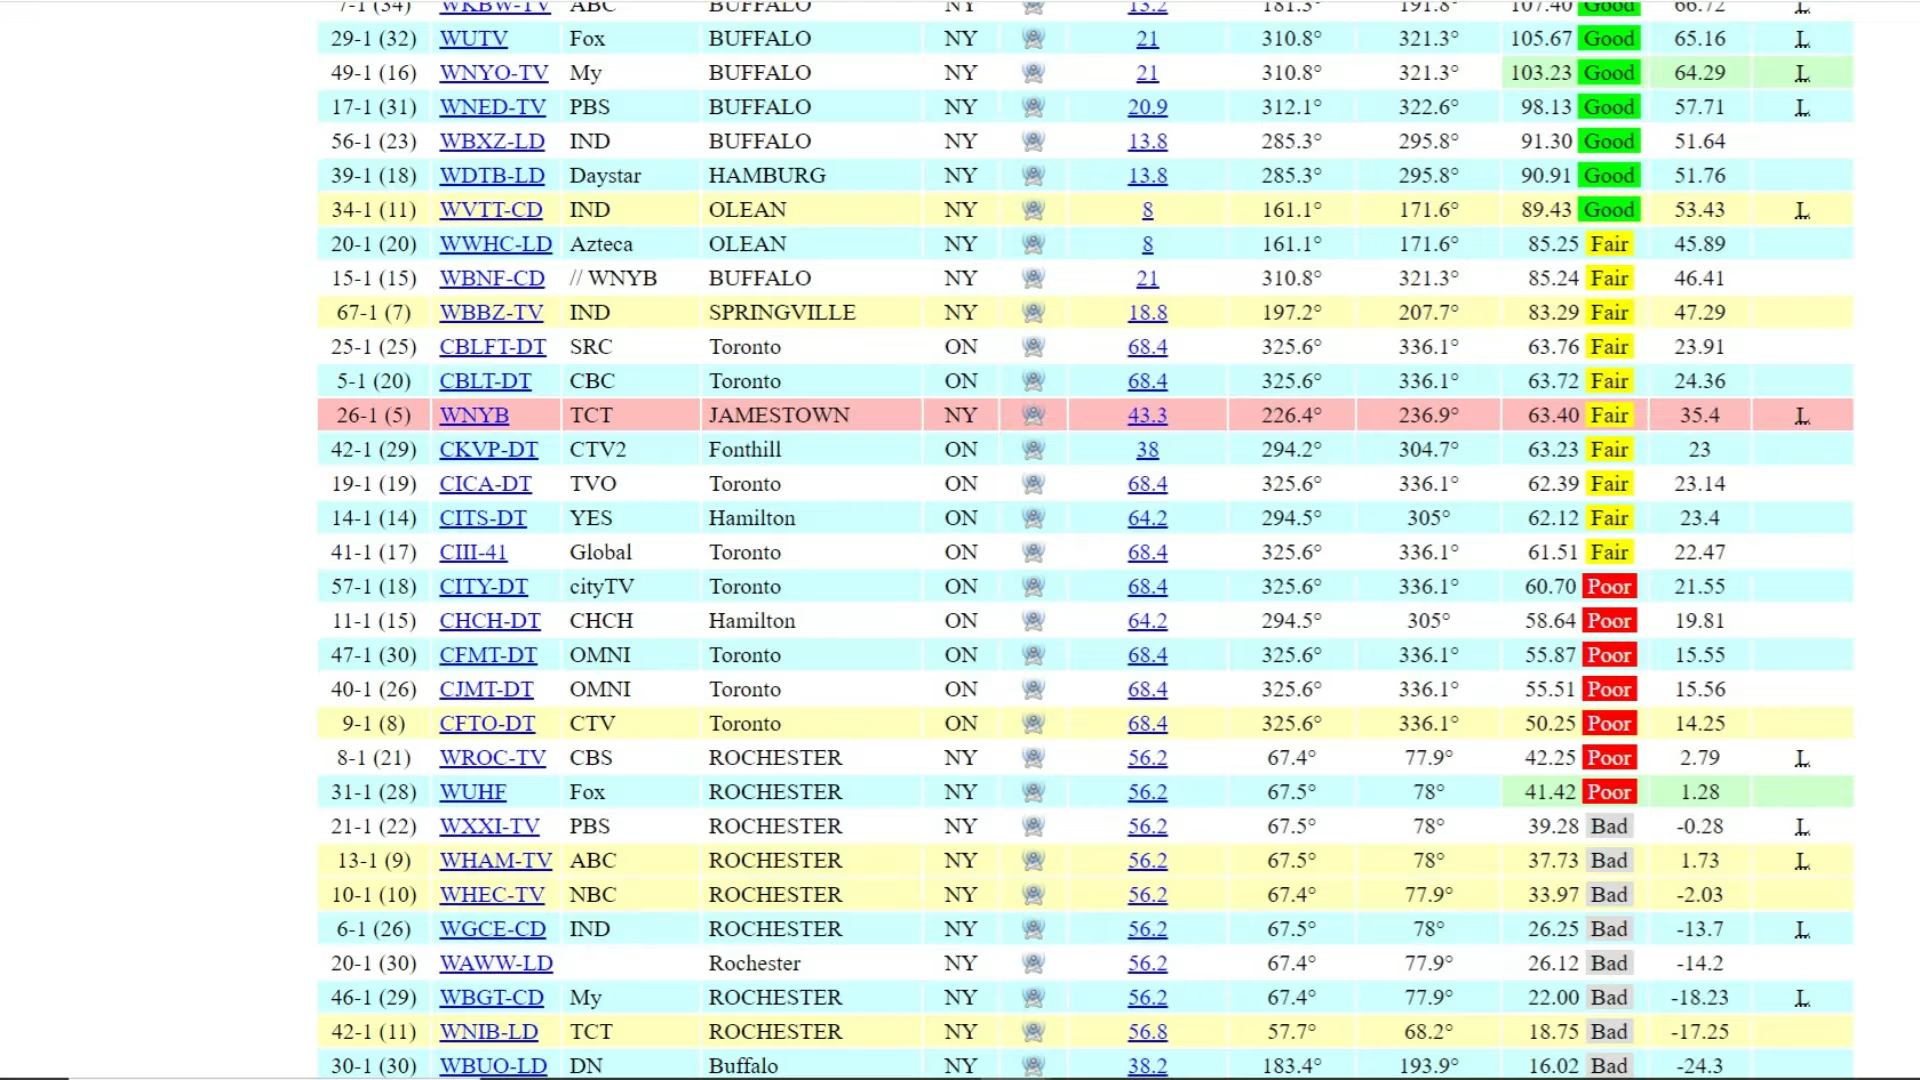 7-1 (34) WKBW-TV ABC BUFFALO NY 13.2 181.3° 191.8° 107.40 Good 66.72 L
29-1 (32) WUTV Fox BUFFALO NY 21 310.8° 321.3° 105.67 Good 65.16 L
49-1 (16) WNYO-TV My BUFFALO NY 21 310.8° 321.3° 103.23 Good 64.29 L
17-1 (31) WNED-TV PBS BUFFALO NY 20.9 312.1° 322.6° 98.13 Good 57.71 L
56-1 (23) WBXZ-LD IND BUFFALO NY 13.8 285.3° 295.8° 91.30 Good 51.64
39-1 (18) WDTB-LD Daystar HAMBURG NY 13.8 285.3° 295.8° 90.91 Good 51.76
34-1 (11) WVTT-CD IND OLEAN NY 8 161.1° 171.6° 89.43 Good 53.43 L
20-1 (20) WWHC-LD Azteca OLEAN NY 8 161.1° 171.6° 85.25 Fair 45.89
15-1 (15) WBNF-CD // WNYB BUFFALO NY 21 310.8° 321.3° 85.24 Fair 46.41
67-1 (7) WBBZ-TV IND SPRINGVILLE NY 18.8 197.2° 207.7° 83.29 Fair 47.29
25-1 (25) CBLFT-DT SRC Toronto ON 68.4 325.6° 336.1° 63.76 Fair 23.91
5-1 (20) CBLT-DT CBC Toronto ON 68.4 325.6° 336.1° 63.72 Fair 24.36
26-1 (5) WNYB TCT JAMESTOWN NY 43.3 226.4° 236.9° 63.40 Fair 35.4 L
42-1 (29) CKVP-DT CTV2 Fonthill ON 38 294.2° 304.7° 63.23 Fair 23
19-1 (19) CICA-DT TVO Toronto ON 68.4 325.6° 336.1° 62.39 Fair 23.14
14-1 (14) CITS-DT YES Hamilton ON 64.2 294.5° 305° 62.12 Fair 23.4
41-1 (17) CIII-41 Global Toronto ON 68.4 325.6° 336.1° 61.51 Fair 22.47
57-1 (18) CITY-DT cityTV Toronto ON 68.4 325.6° 336.1° 60.70 Poor 21.55
11-1 (15) CHCH-DT CHCH Hamilton ON 64.2 294.5° 305° 58.64 Poor 19.81
47-1 (30) CFMT-DT OMNI Toronto ON 68.4 325.6° 336.1° 55.87 Poor 15.55
40-1 (26) CJMT-DT OMNI Toronto ON 68.4 325.6° 336.1° 55.51 Poor 15.56
9-1 (8) CFTO-DT CTV Toronto ON 68.4 325.6° 336.1° 50.25 Poor 14.25
8-1 (21) WROC-TV CBS ROCHESTER NY 56.2 67.4° 77.9° 42.25 Poor 2.79 L
31-1 (28) WUHF Fox ROCHESTER NY 56.2 67.5° 78° 41.42 Poor 1.28
21-1 (22) WXXI-TV PBS ROCHESTER NY 56.2 67.5° 78° 39.28 Bad -0.28 L
13-1 (9) WHAM-TV ABC ROCHESTER NY 56.2 67.5° 78° 37.73 Bad 1.73 L
10-1 (10) WHEC-TV NBC ROCHESTER NY 56.2 67.4° 77.9° 33.97 Bad -2.03
6-1 (26) WGCE-CD IND ROCHESTER NY 56.2 67.5° 78° 26.25 Bad -13.7 L
20-1 (30) WAWW-LD Rochester NY 56.2 67.4° 77.9° 26.12 Bad -14.2
46-1 (29) WBGT-CD My ROCHESTER NY 56.2 67.4° 77.9° 22.00 Bad -18.23 L
42-1 (11) WNIB-LD TCT ROCHESTER NY 56.8 57.7° 68.2° 18.75 Bad -17.25
30-1 (30) WBUO-LD DN Buffalo NY 38.2 183.4° 193.9° 16.02 Bad -24.3